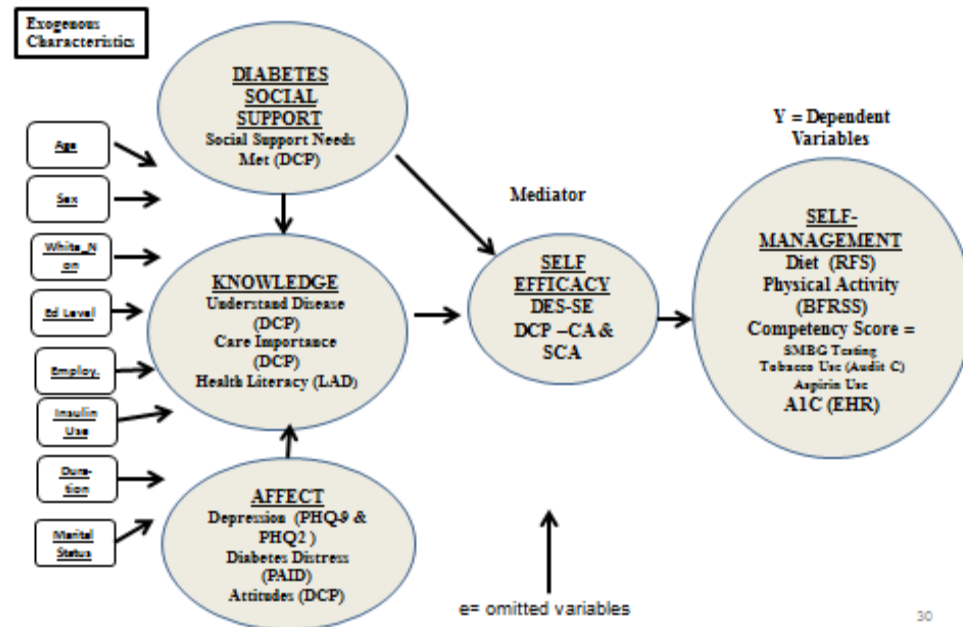 Exogenous
Characteristics
Age
Sex
White_N
on
Ed Level
Employ.
Insulin
Use
Dura-
tion
Marital
Status
DIABETES
SOCIAL
SUPPORT
Social Support Needs
Met (DCP)
KNOWLEDGE
Understand Disease
(DCP)
Care Importance
(DCP)
Health Literacy (LAD)
AFFECT
Depression (PHQ-9 &
PHQ2 )
Diabetes Distress
(PAID)
Attitudes (DCP)
Mediator
SELF
EFFICACY
DES-SE
DCP –CA &
SCA
e= omitted variables
Y = Dependent
Variables
SELF-
MANAGEMENT
Diet (RFS)
Physical Activity
(BFRSS)
Competency Score =
SMBG Testing
Tobacco Use (Audit C)
Aspirin Use
A1C (EHR)
30